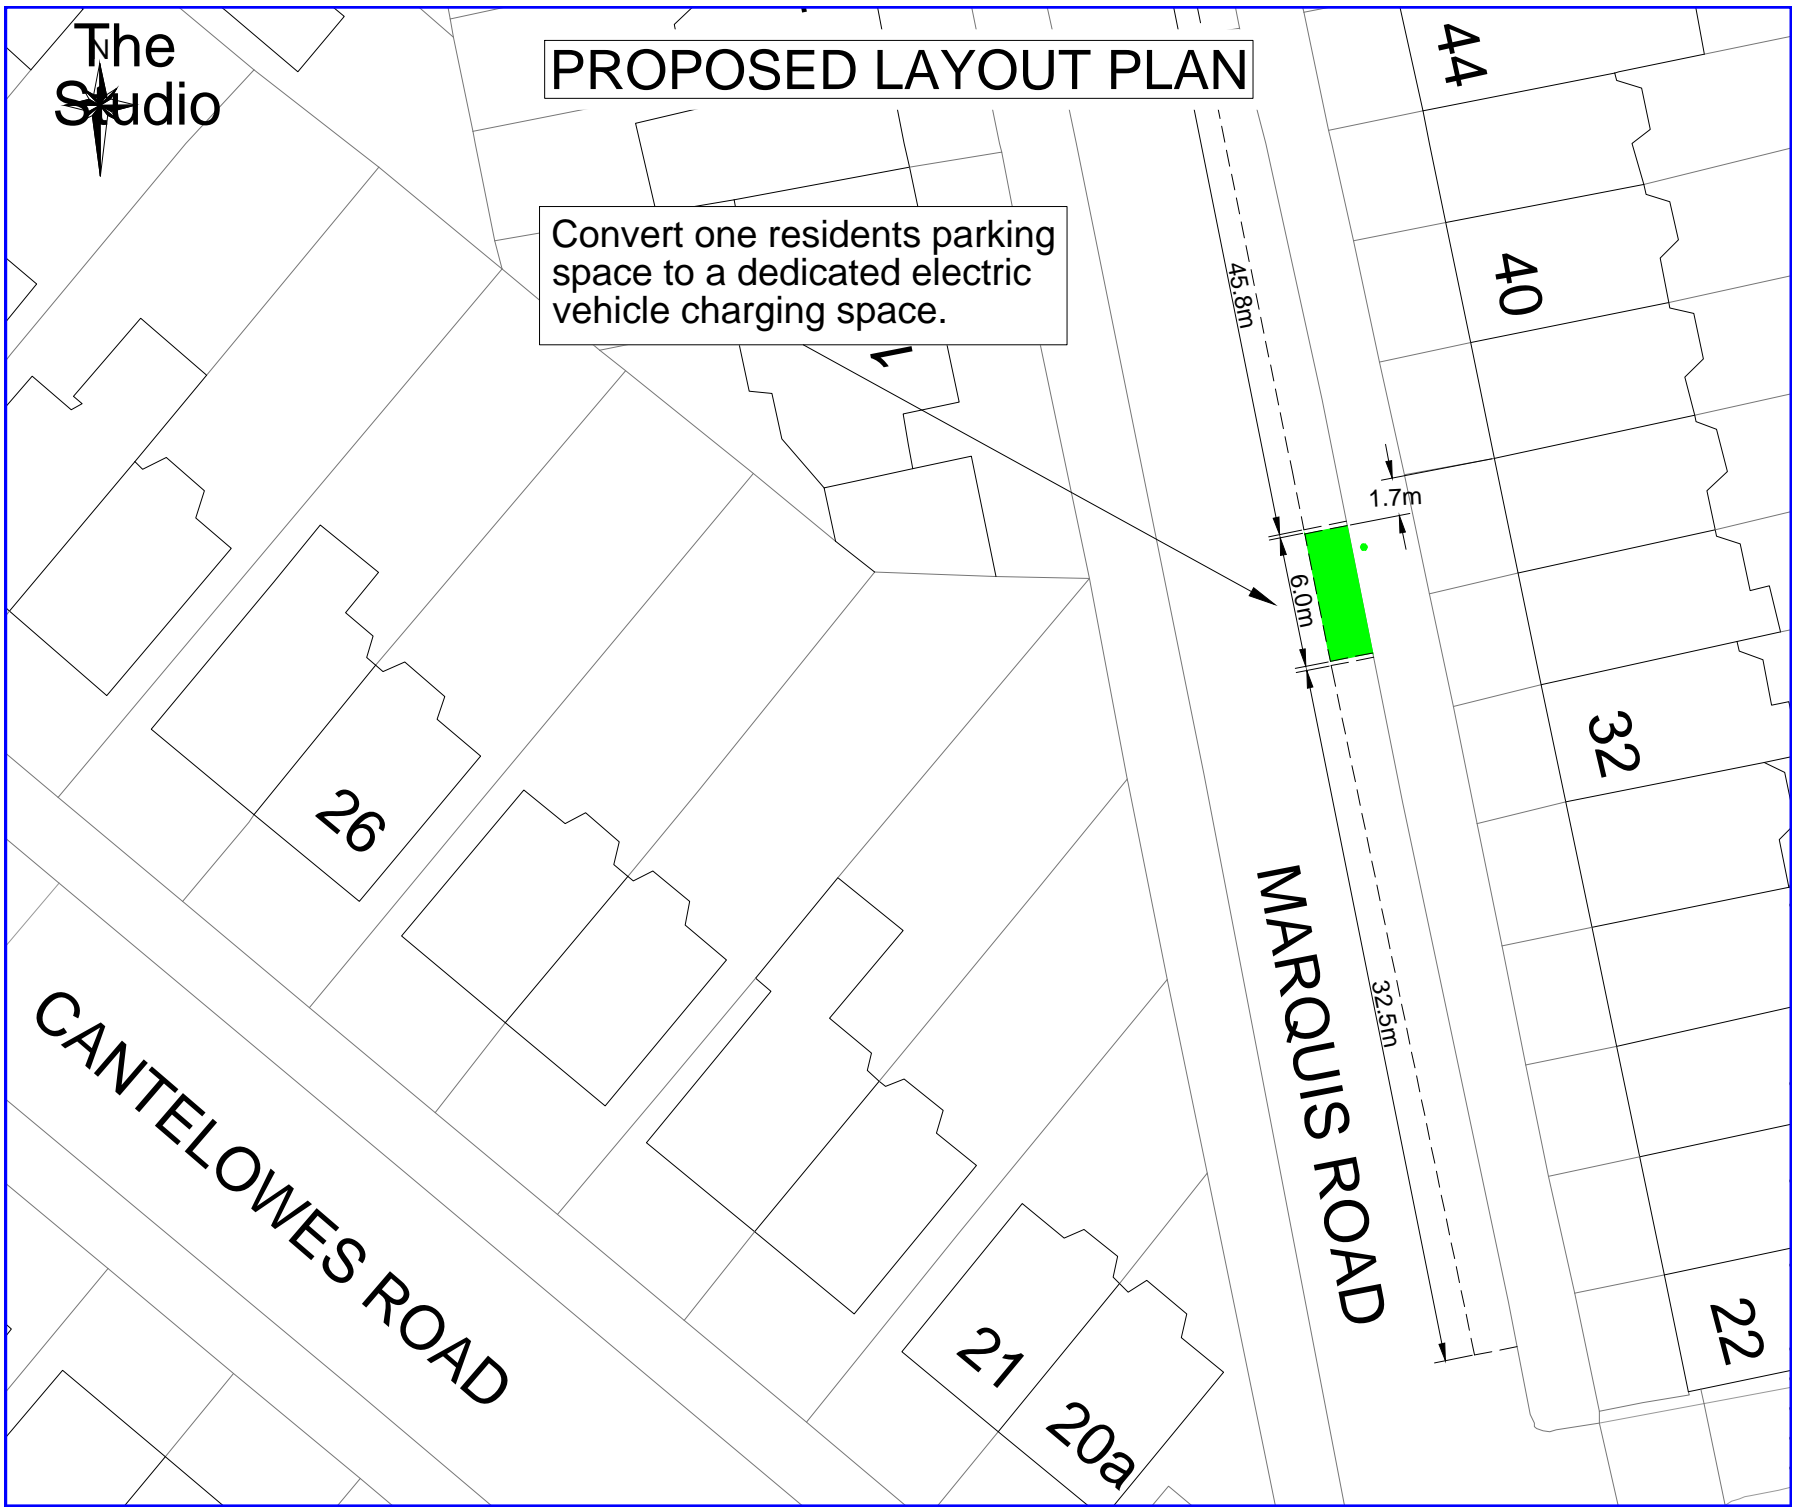 The
N
Studio
PROPOSED LAYOUT PLAN
44
Convert one residents parking
space to a dedicated electric
vehicle charging space.
45.8m
40
1
1.7m
6.0m
32
26
MARQUIS ROAD
32.5m
CANTELOWES ROAD
22
21
20a